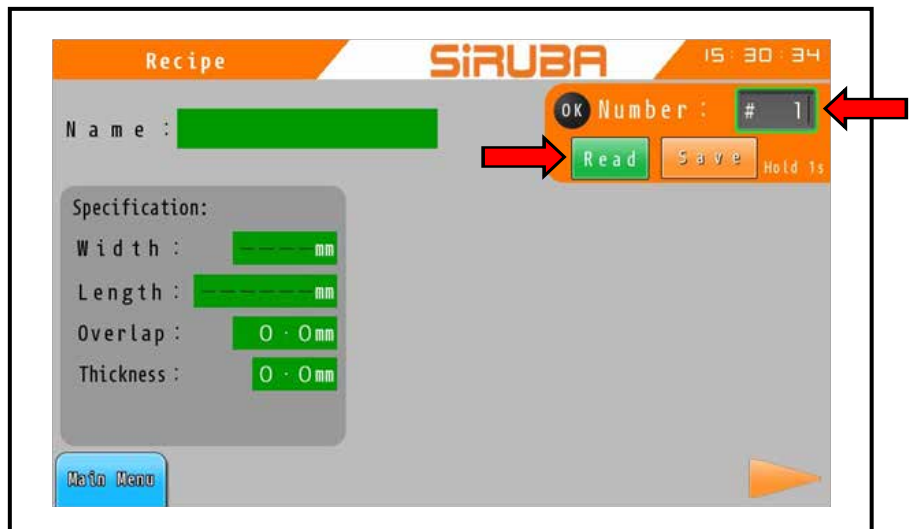 Recipe SiRUBA 15:30:34
Name :
OK Number : # 1
Read Save Hold 1s
Specification:
Width : -----mm
Length : -------mm
Overlap : 0.0mm
Thickness : 0.0mm
Main Menu